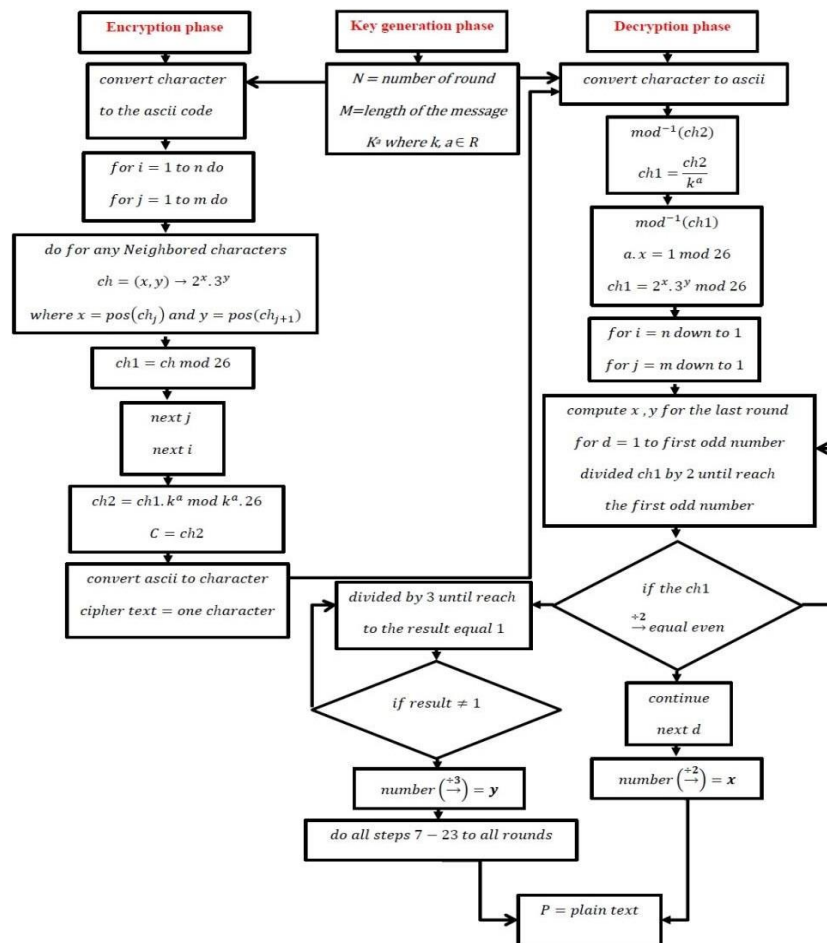 Encryption phase
convert character
to the ascii code
for i = 1 to n do
for j = 1 to m do
do for any Neighbored characters
ch = (x, y) → 2^x. 3^y
where x = pos(ch_j) and y = pos(ch_{j+1})
ch1 = ch mod 26
next j
next i
ch2 = ch1. k^a mod k^a. 26
C = ch2
convert ascii to character
cipher text = one character
Key generation phase
N = number of round
M=length of the message
K^a where k, a ∈ R
Decryption phase
convert character to ascii
mod^{-1}(ch2)
ch1 = ch2/k^a
mod^{-1}(ch1)
a. x = 1 mod 26
ch1 = 2^x. 3^y mod 26
for i = n down to 1
for j = m down to 1
compute x , y for the last round
for d = 1 to first odd number
divided ch1 by 2 until reach
the first odd number
if the ch1
÷2→ equal even
continue
next d
number (÷2→) = x
divided by 3 until reach
to the result equal 1
if result ≠ 1
number (÷3→) = y
do all steps 7 − 23 to all rounds
P = plain text